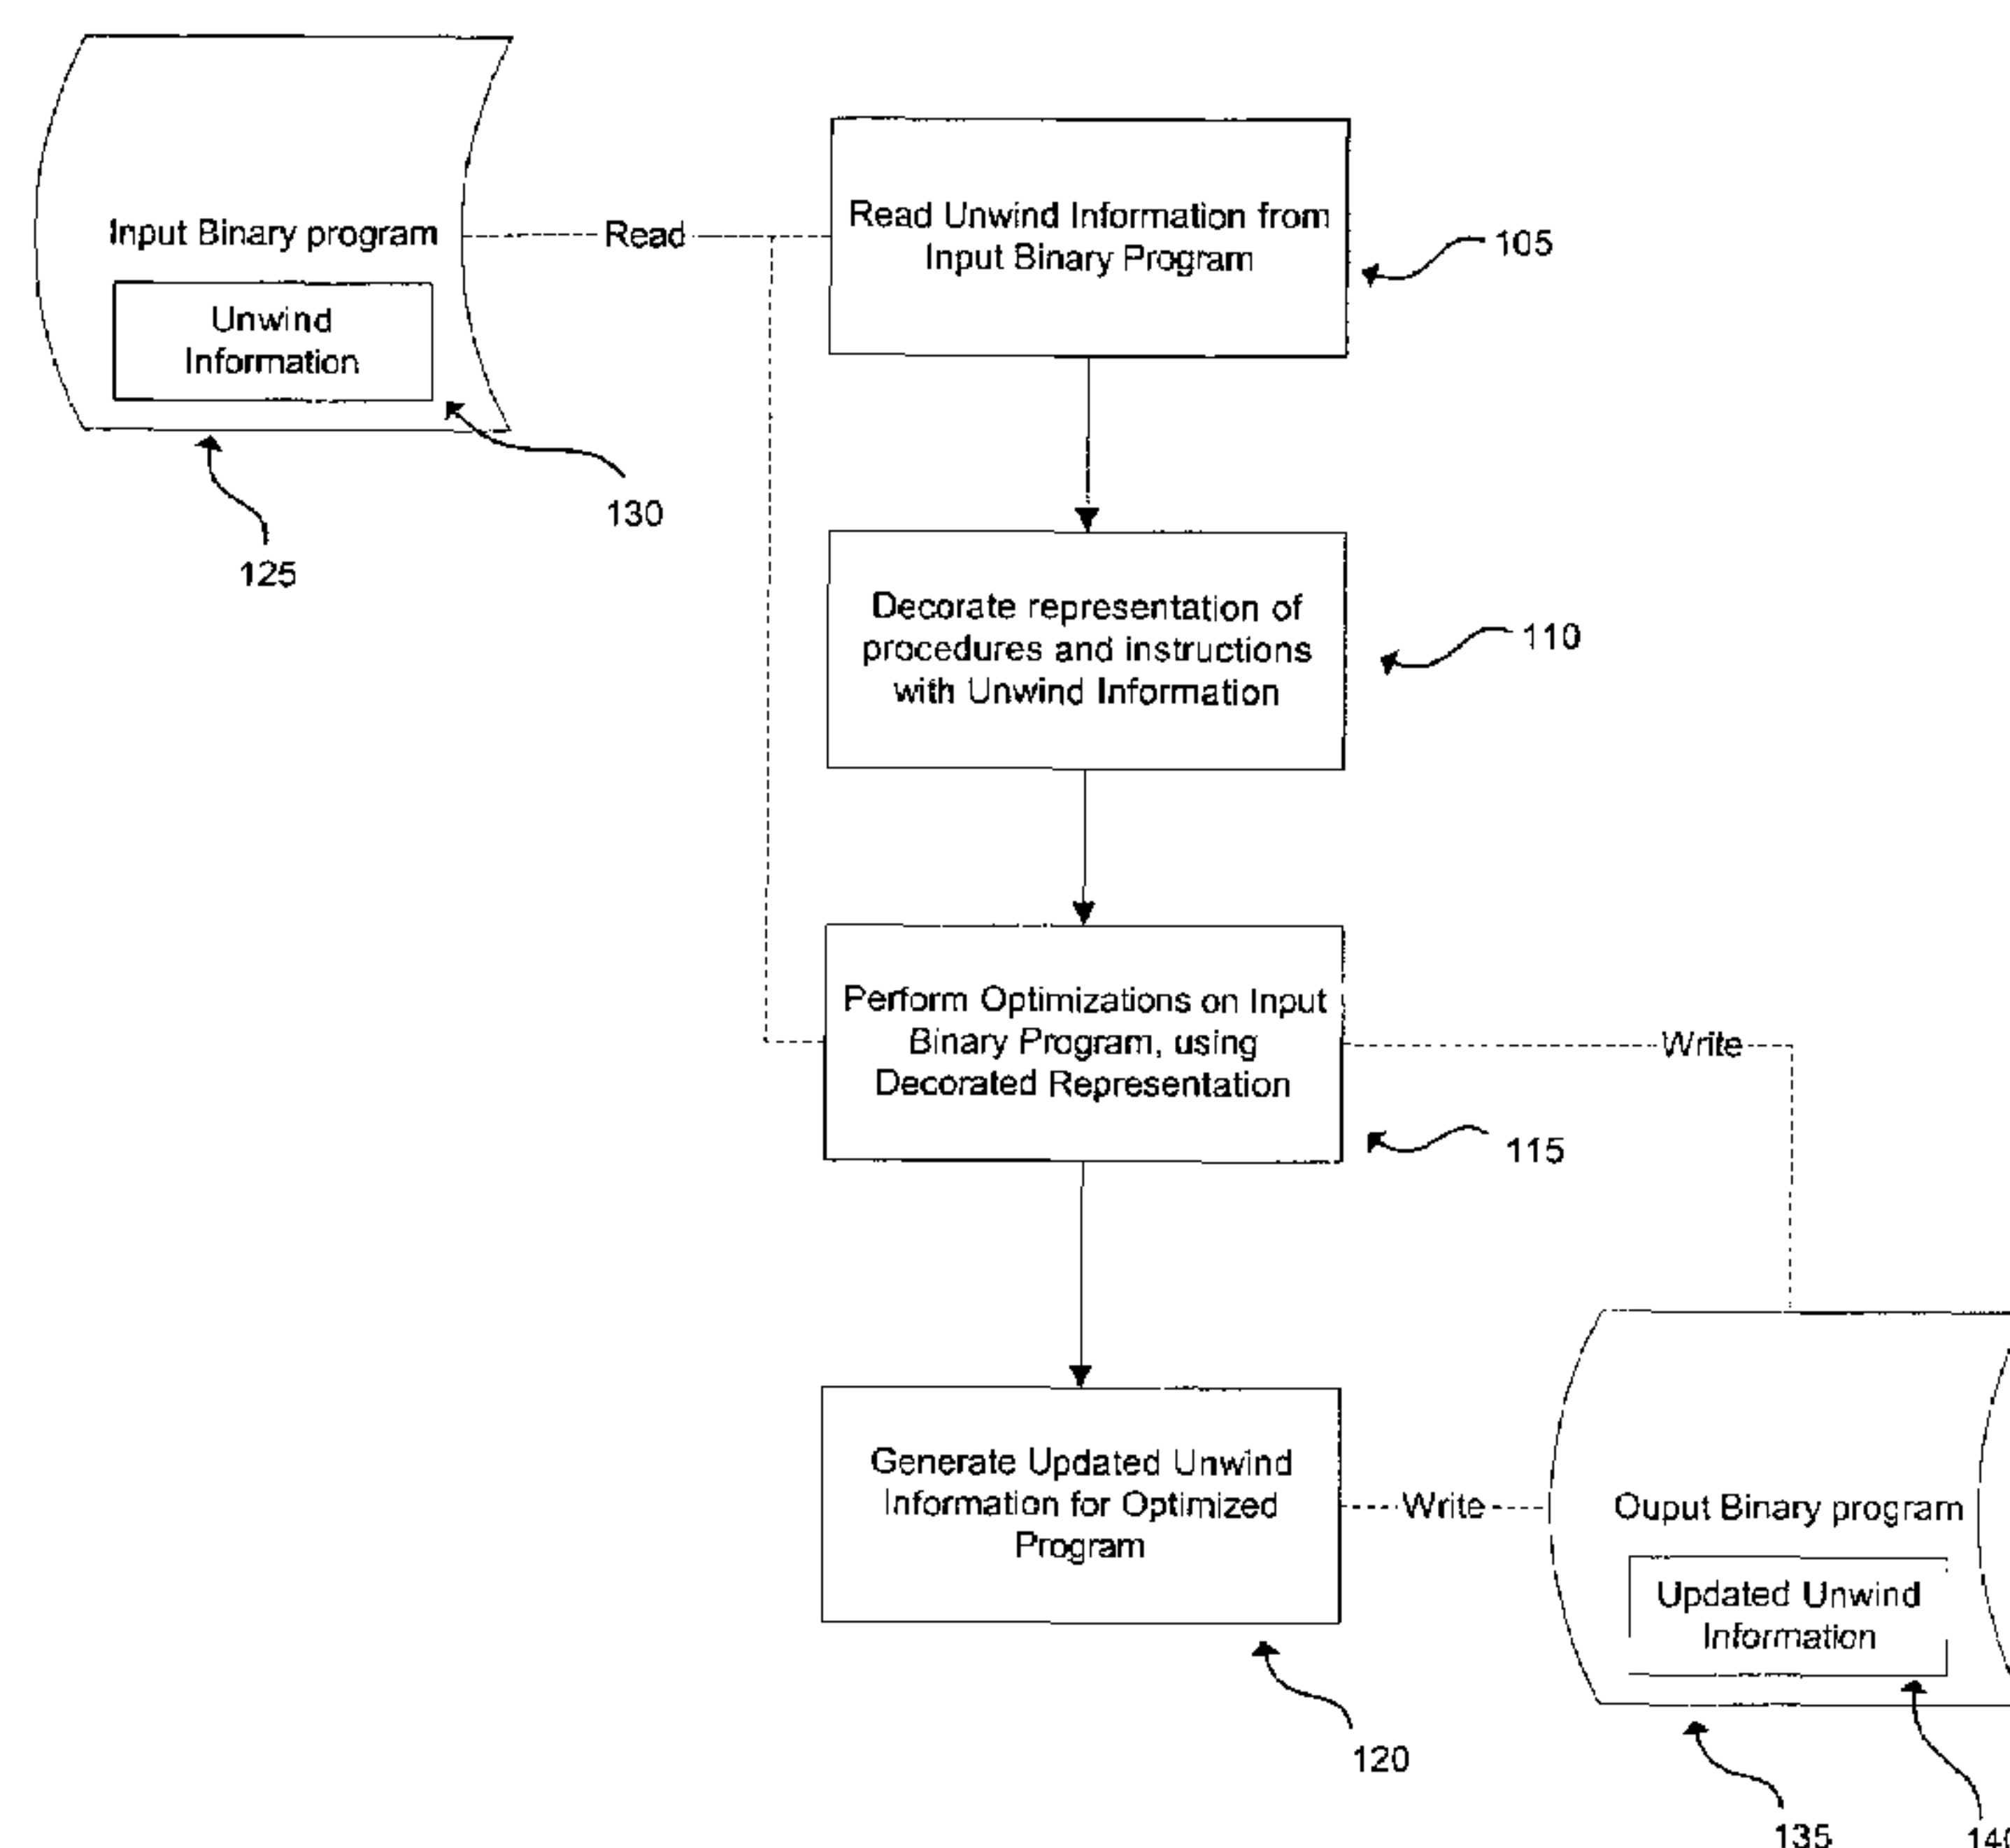 Input Binary program
Unwind
Information
125
130
Read
Read Unwind Information from
Input Binary Program
105
Decorate representation of
procedures and instructions
with Unwind Information
110
Perform Optimizations on Input
Binary Program, using
Decorated Representation
115
Write
Generate Updated Unwind
Information for Optimized
Program
120
Write
Ouput Binary program
Updated Unwind
Information
135
140